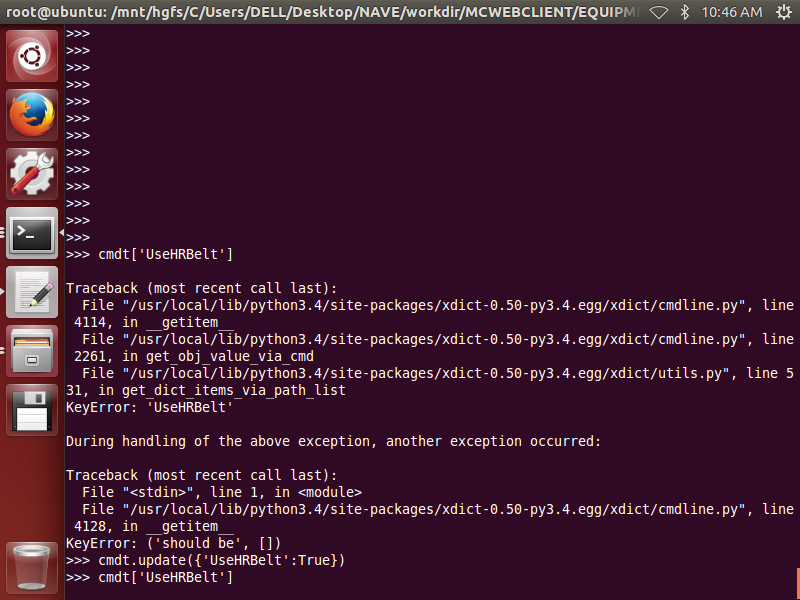 root@ubuntu: /mnt/hgfs/C/Users/DELL/Desktop/NAVE/workdir/MCWEBCLIENT/EQUIPM 10:46 AM
>>>
>>>
>>>
>>>
>>>
>>>
>>>
>>>
>>>
>>>
>>>
>>>
>>>
>>> cmdt['UseHRBelt']
Traceback (most recent call last):
  File "/usr/local/lib/python3.4/site-packages/xdict-0.50-py3.4.egg/xdict/cmdline.py", line
 4114, in __getitem__
  File "/usr/local/lib/python3.4/site-packages/xdict-0.50-py3.4.egg/xdict/cmdline.py", line
 2261, in get_obj_value_via_cmd
  File "/usr/local/lib/python3.4/site-packages/xdict-0.50-py3.4.egg/xdict/utils.py", line 5
31, in get_dict_items_via_path_list
KeyError: 'UseHRBelt'
During handling of the above exception, another exception occurred:
Traceback (most recent call last):
  File "<stdin>", line 1, in <module>
  File "/usr/local/lib/python3.4/site-packages/xdict-0.50-py3.4.egg/xdict/cmdline.py", line
 4128, in __getitem__
KeyError: ('should be', [])
>>> cmdt.update({'UseHRBelt':True})
>>> cmdt['UseHRBelt']